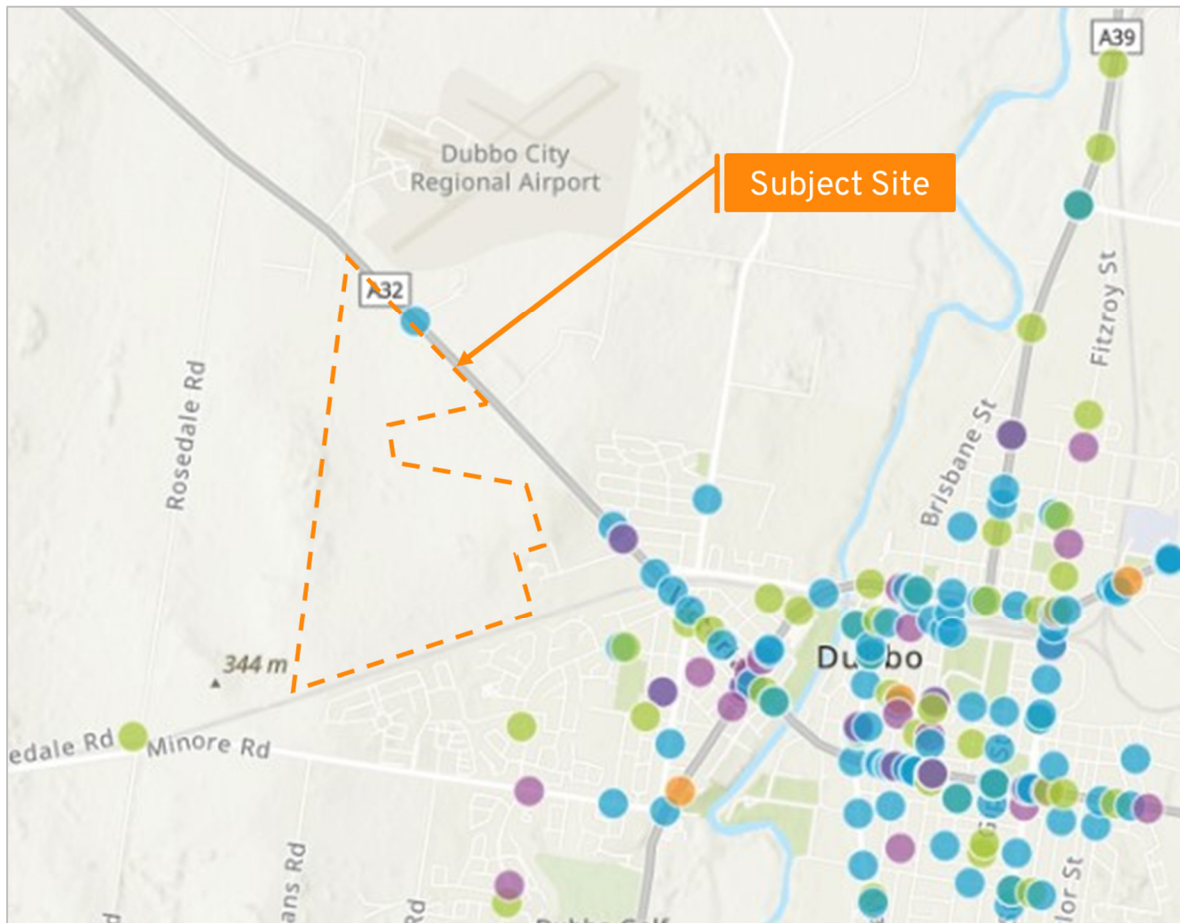 A39
Dubbo City
Regional Airport
Subject Site
A32
Fitzroy St
Rosedale Rd
Brisbane St
344 m
edale Rd
Minore Rd